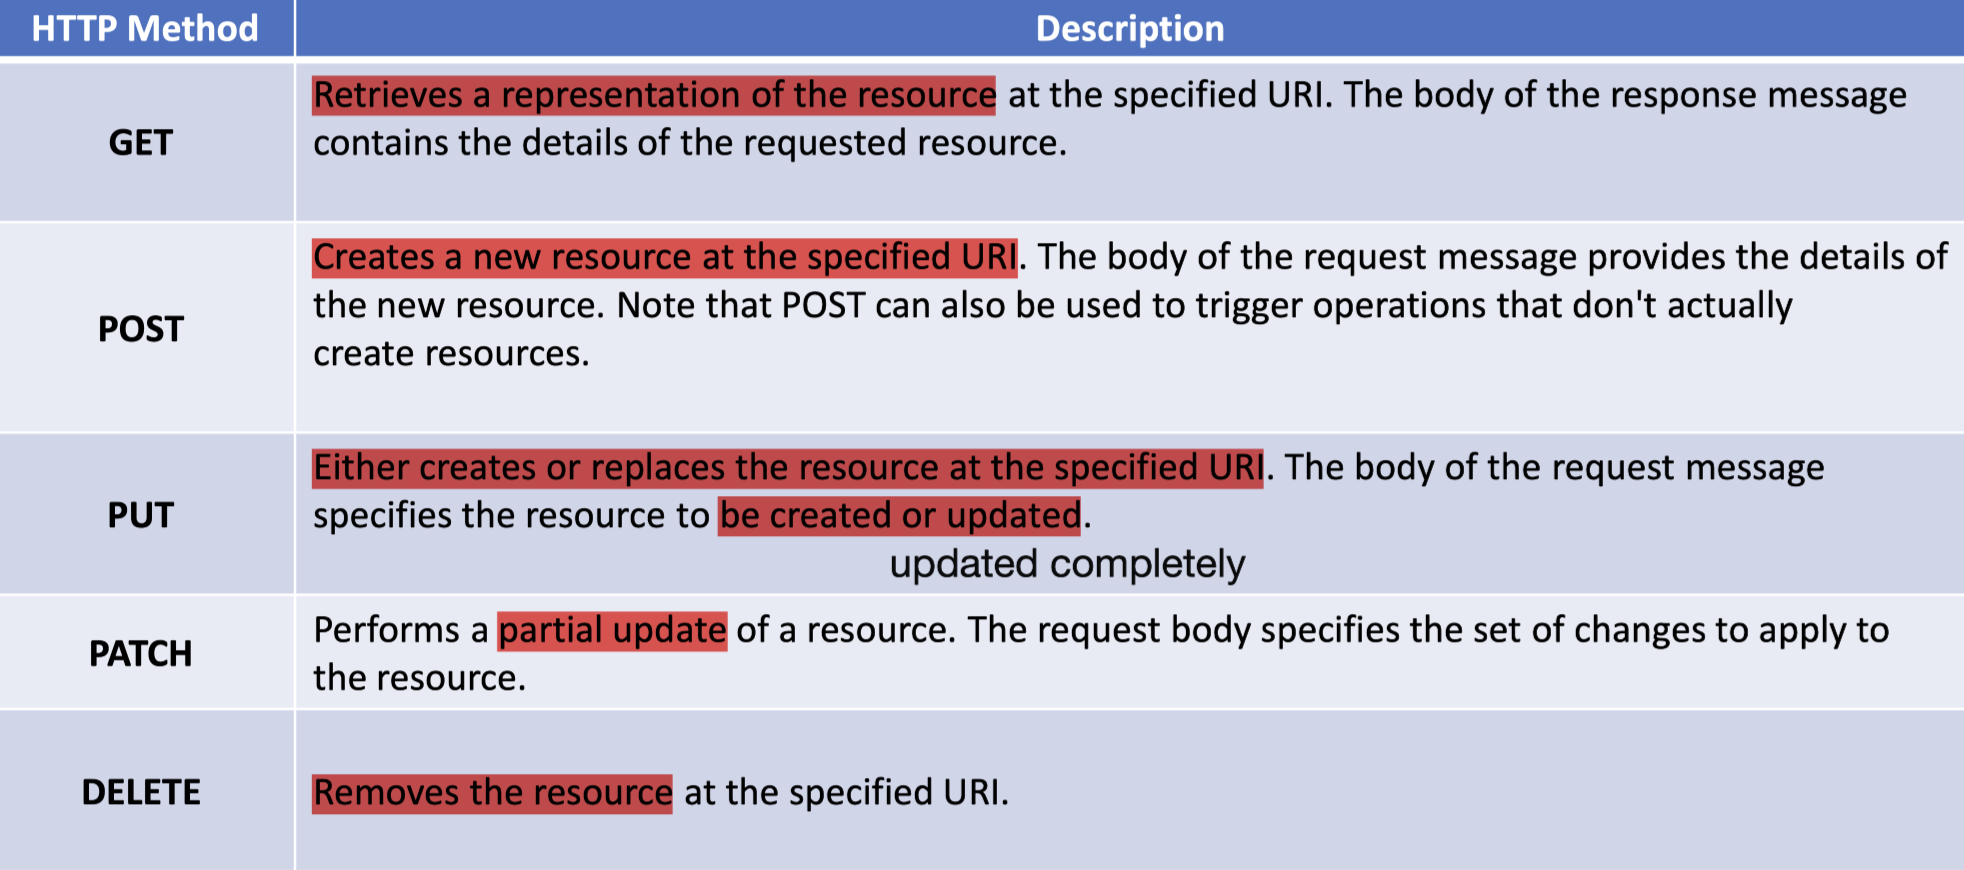 HTTP Method Description
GET
Retrieves a representation of the resource at the specified URI. The body of the response message
contains the details of the requested resource.
POST
Creates a new resource at the specified URI. The body of the request message provides the details of
the new resource. Note that POST can also be used to trigger operations that don't actually
create resources.
PUT
Either creates or replaces the resource at the specified URI. The body of the request message
specifies the resource to be created or updated.
updated completely
PATCH
Performs a partial update of a resource. The request body specifies the set of changes to apply to
the resource.
DELETE
Removes the resource at the specified URI.